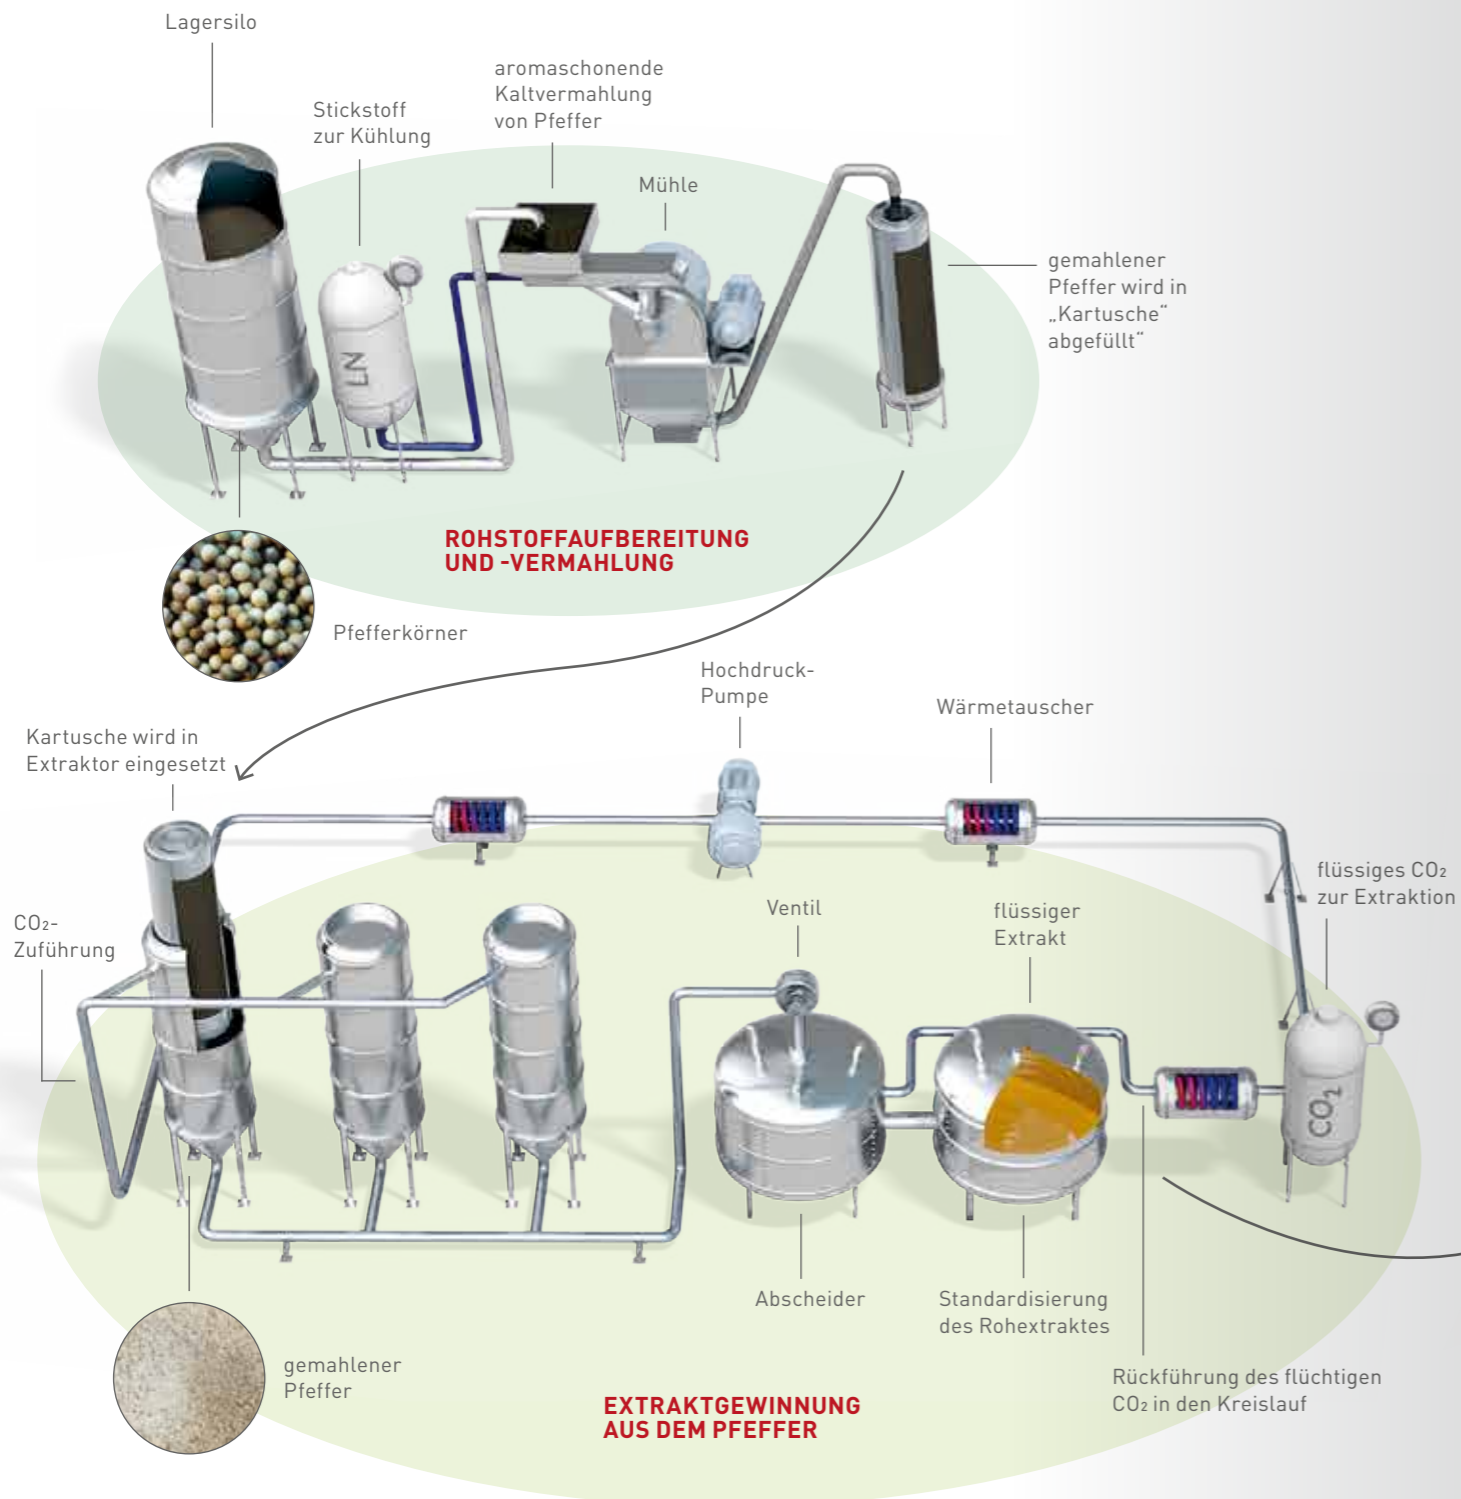 Lagersilo
aromaschonende
Kaltvermahlung
von Pfeffer
Stickstoff
zur Kühlung
Mühle
gemahlener
Pfeffer wird in
„Kartusche“
abgefüllt“
LN
ROHSTOFFAUFBEREITUNG
UND -VERMAHLUNG
Pfefferkörner
Hochdruck-
Pumpe
Wärmetauscher
Kartusche wird in
Extraktor eingesetzt
flüssiges CO₂
zur Extraktion
CO₂-
Zuführung
Ventil
flüssiger
Extrakt
CO₂
Abscheider
Standardisierung
des Rohextraktes
gemahlener
Pfeffer
Rückführung des flüchtigen
CO₂ in den Kreislauf
EXTRAKTGEWINNUNG
AUS DEM PFEFFER